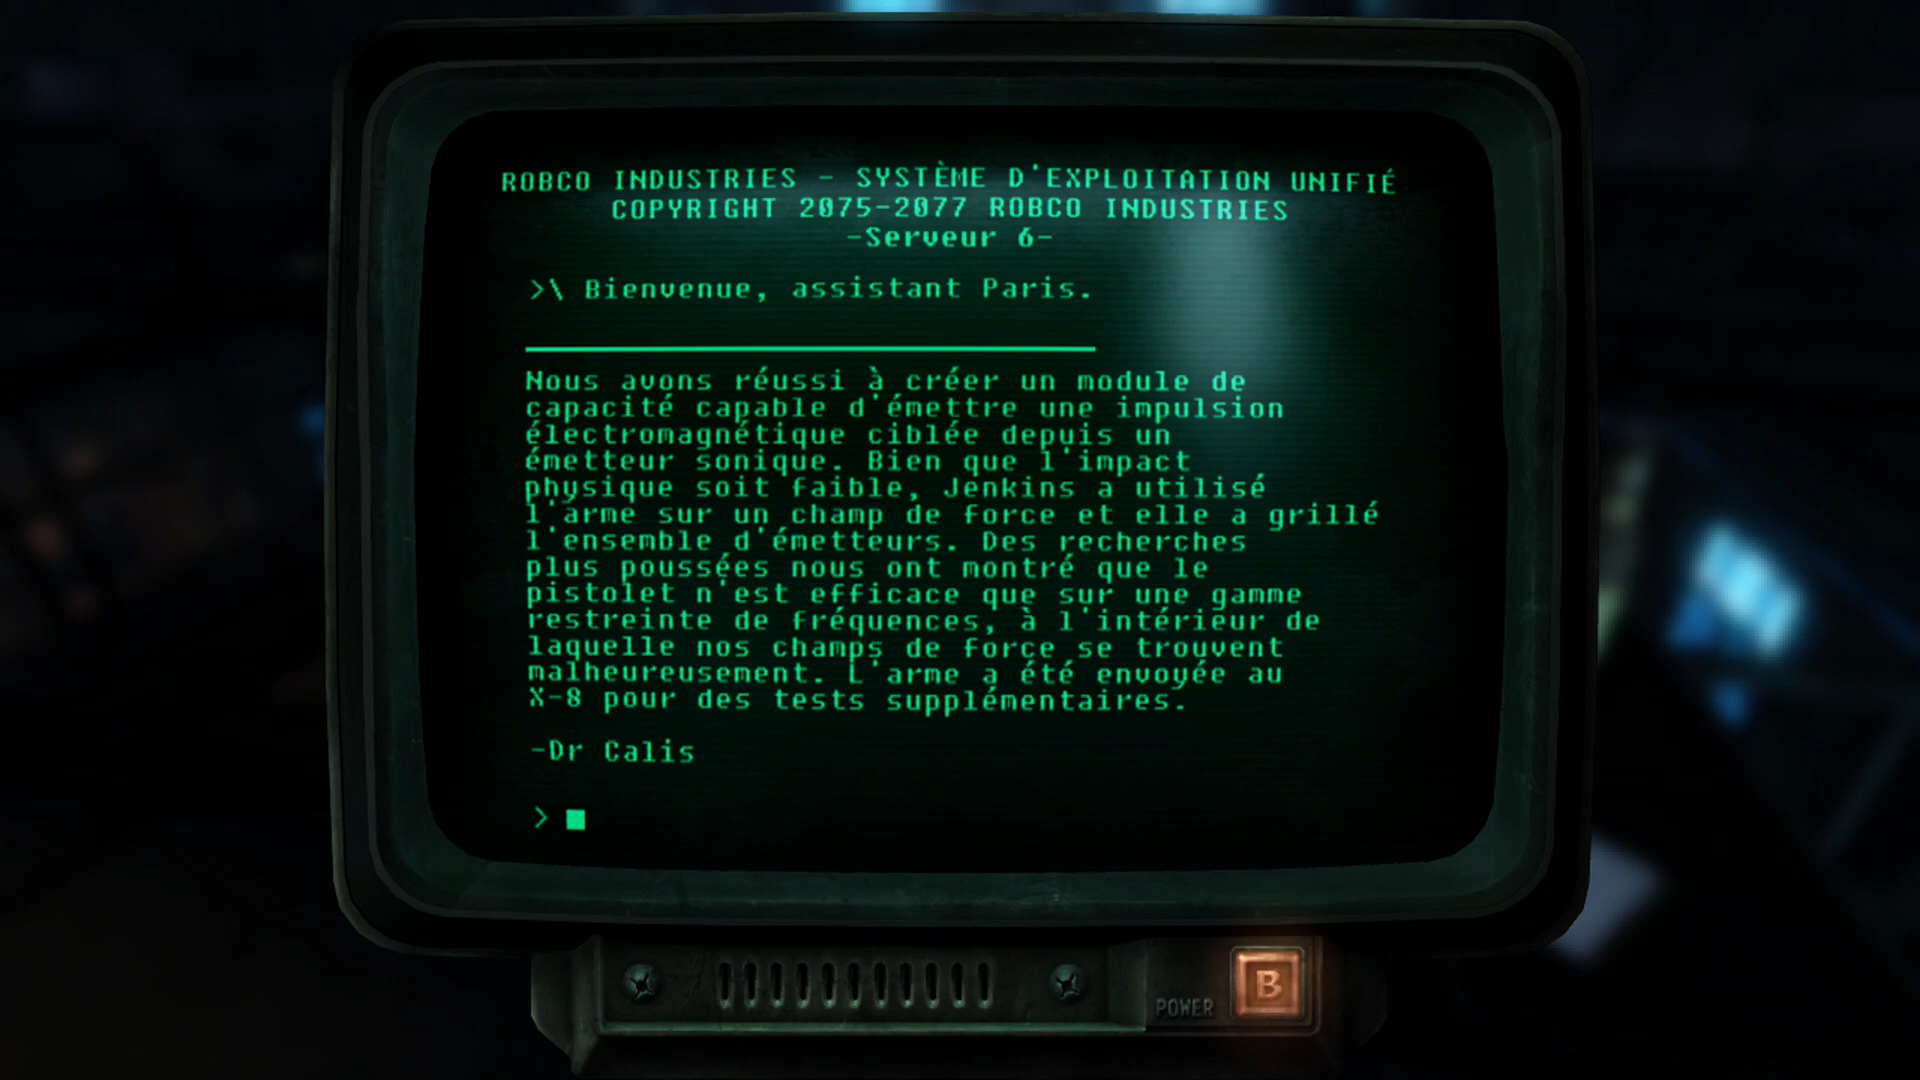 ROBCO INDUSTRIES - SYSTÈME D'EXPLOITATION UNIFIÉ
COPYRIGHT 2075-2077 ROBCO INDUSTRIES
-Serveur 6-
>\ Bienvenue, assistant Paris.
Nous avons réussi à créer un module de
capacité capable d'émettre une impulsion
électromagnétique ciblée depuis un
émetteur sonique. Bien que l'impact
physique soit faible, Jenkins a utilisé
l'arme sur un champ de force et elle a grillé
l'ensemble d'émetteurs. Des recherches
plus poussées nous ont montré que le
pistolet n'est efficace que sur une gamme
restreinte de fréquences, à l'intérieur de
laquelle nos champs de force se trouvent
malheureusement. L'arme a été envoyée au
X-8 pour des tests supplémentaires.
-Dr Calis
>
POWER B